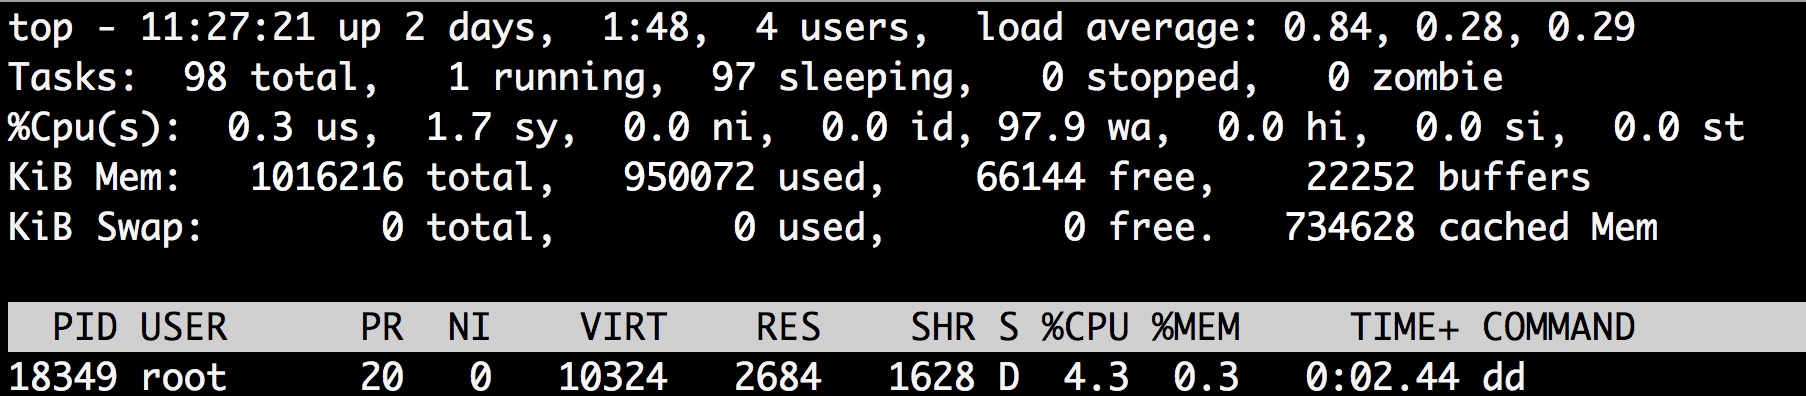 top - 11:27:21 up 2 days,  1:48,  4 users,  load average: 0.84, 0.28, 0.29
Tasks:  98 total,   1 running,  97 sleeping,   0 stopped,   0 zombie
%Cpu(s):  0.3 us,  1.7 sy,  0.0 ni,  0.0 id, 97.9 wa,  0.0 hi,  0.0 si,  0.0 st
KiB Mem:   1016216 total,   950072 used,    66144 free,    22252 buffers
KiB Swap:        0 total,        0 used,        0 free.   734628 cached Mem
  PID USER      PR  NI    VIRT    RES    SHR S %CPU %MEM     TIME+ COMMAND
18349 root      20   0   10324   2684   1628 D  4.3  0.3   0:02.44 dd